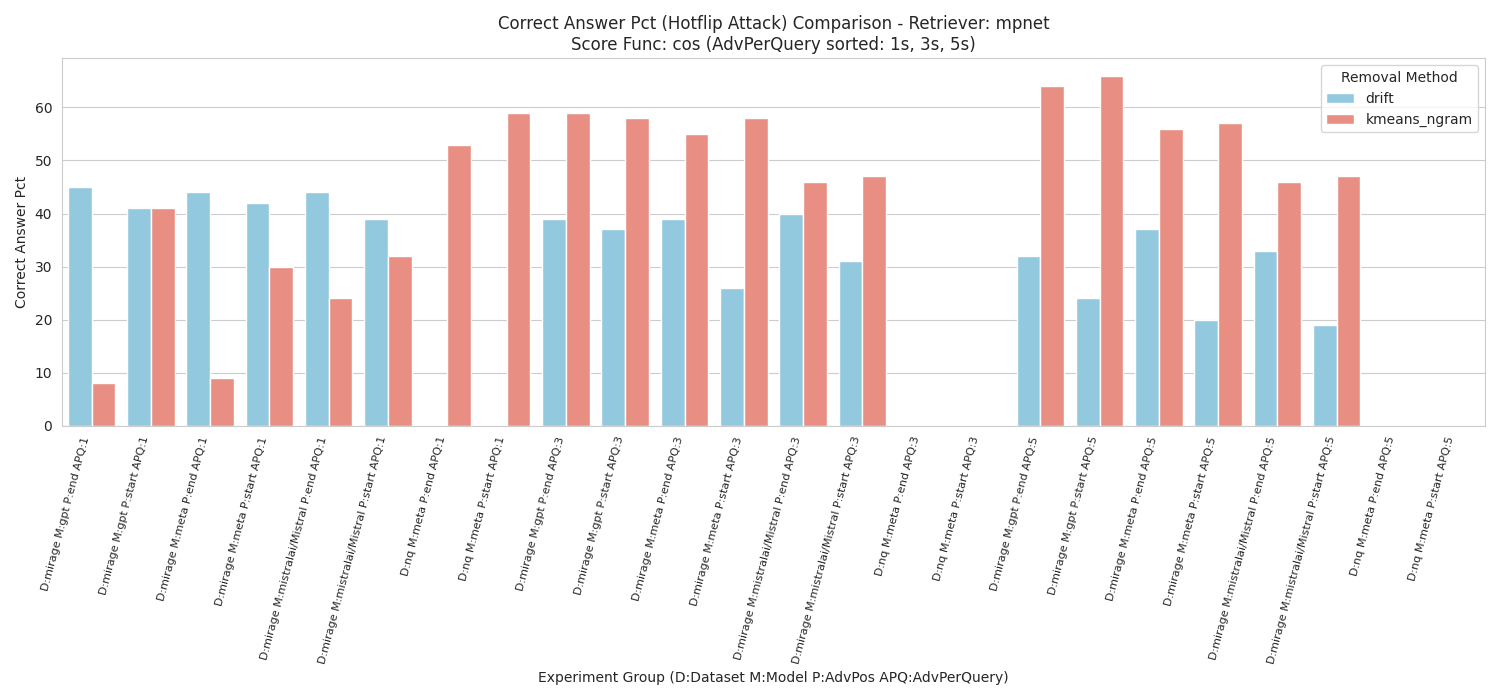 Correct Answer Pct (Hotflip Attack) Comparison - Retriever: mpnet
Score Func: cos (AdvPerQuery sorted: 1s, 3s, 5s)
Removal Method
drift
kmeans_ngram
Correct Answer Pct
60
50
40
30
20
10
0
D:mirage M:gpt P:end APQ:1
D:mirage M:gpt P:start APQ:1
D:mirage M:meta P:end APQ:1
D:mirage M:meta P:start APQ:1
D:mirage M:mistralai/Mistral P:end APQ:1
D:mirage M:mistralai/Mistral P:start APQ:1
D:nq M:meta P:end APQ:1
D:nq M:meta P:start APQ:1
D:mirage M:gpt P:end APQ:3
D:mirage M:gpt P:start APQ:3
D:mirage M:meta P:end APQ:3
D:mirage M:meta P:start APQ:3
D:mirage M:mistralai/Mistral P:end APQ:3
D:mirage M:mistralai/Mistral P:start APQ:3
D:nq M:meta P:end APQ:3
D:nq M:meta P:start APQ:3
D:mirage M:gpt P:end APQ:5
D:mirage M:gpt P:start APQ:5
D:mirage M:meta P:end APQ:5
D:mirage M:meta P:start APQ:5
D:mirage M:mistralai/Mistral P:end APQ:5
D:mirage M:mistralai/Mistral P:start APQ:5
D:nq M:meta P:end APQ:5
D:nq M:meta P:start APQ:5
Experiment Group (D:Dataset M:Model P:AdvPos APQ:AdvPerQuery)